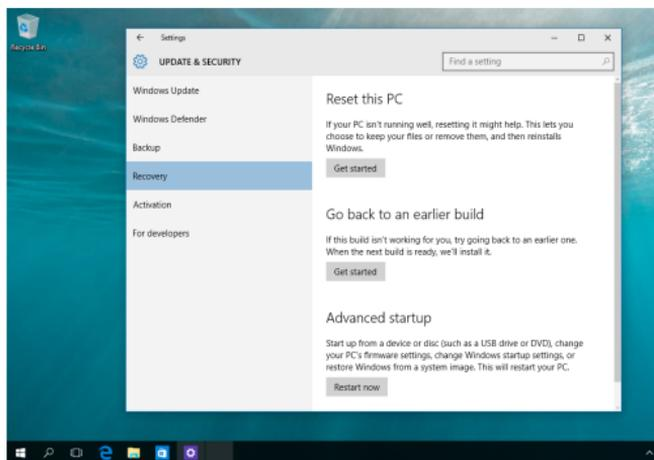 Recycle Bin
Settings
UPDATE & SECURITY
Find a setting
Windows Update
Windows Defender
Backup
Recovery
Activation
For developers
Reset this PC
If your PC isn't running well, resetting it might help. This lets you
choose to keep your files or remove them, and then reinstalls
Windows.
Get started
Go back to an earlier build
If this build isn't working for you, try going back to an earlier one.
When the next build is ready, we'll install it.
Get started
Advanced startup
Start up from a device or disc (such as a USB drive or DVD), change
your PC's firmware settings, change Windows startup settings, or
restore Windows from a system image. This will restart your PC.
Restart now